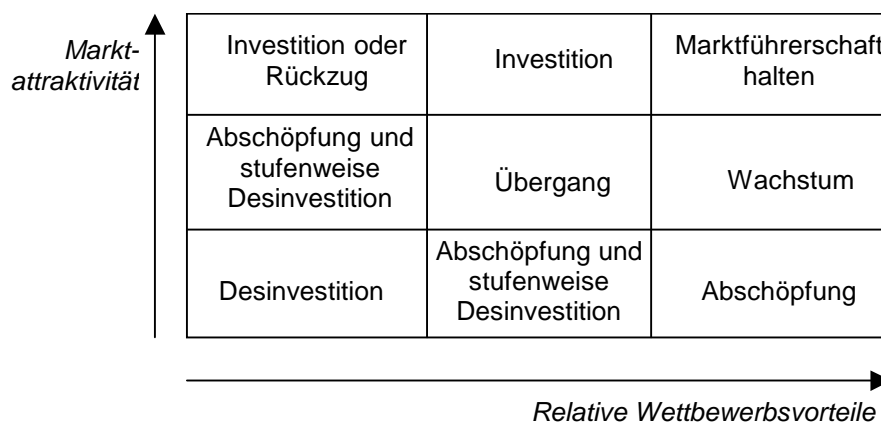 Markt-
attraktivität
Investition oder
Rückzug
Investition
Marktführerschaft
halten
Abschöpfung und
stufenweise
Desinvestition
Übergang
Wachstum
Desinvestition
Abschöpfung und
stufenweise
Desinvestition
Abschöpfung
Relative Wettbewerbsvorteile